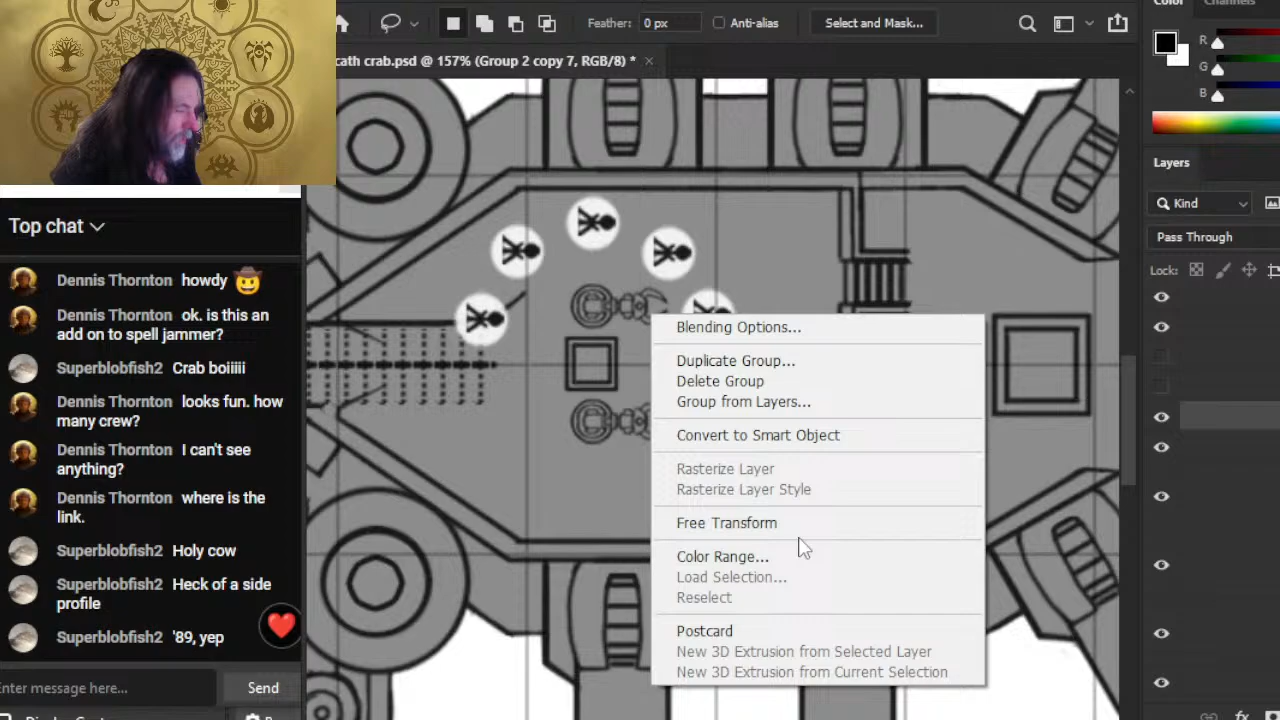 Feather:
0 px
Anti-alias
Select and Mask...
Color
Channels
cath crab.psd @ 157% (Group 2 copy 7, RGB/8) *
R
G
B
Layers
Kind
Pass Through
Lock:
Top chat
Dennis Thornton howdy
Dennis Thornton ok. is this an
add on to spell jammer?
Superblobfish2 Crab boiiii
Dennis Thornton looks fun. how
many crew?
Dennis Thornton I can't see
anything?
Dennis Thornton where is the
link.
Superblobfish2 Holy cow
Superblobfish2 Heck of a side
profile
Superblobfish2 '89, yep
Enter message here...
Send
Blending Options...
Duplicate Group...
Delete Group
Group from Layers...
Convert to Smart Object
Rasterize Layer
Rasterize Layer Style
Free Transform
Color Range...
Load Selection...
Reselect
Postcard
New 3D Extrusion from Selected Layer
New 3D Extrusion from Current Selection
fx